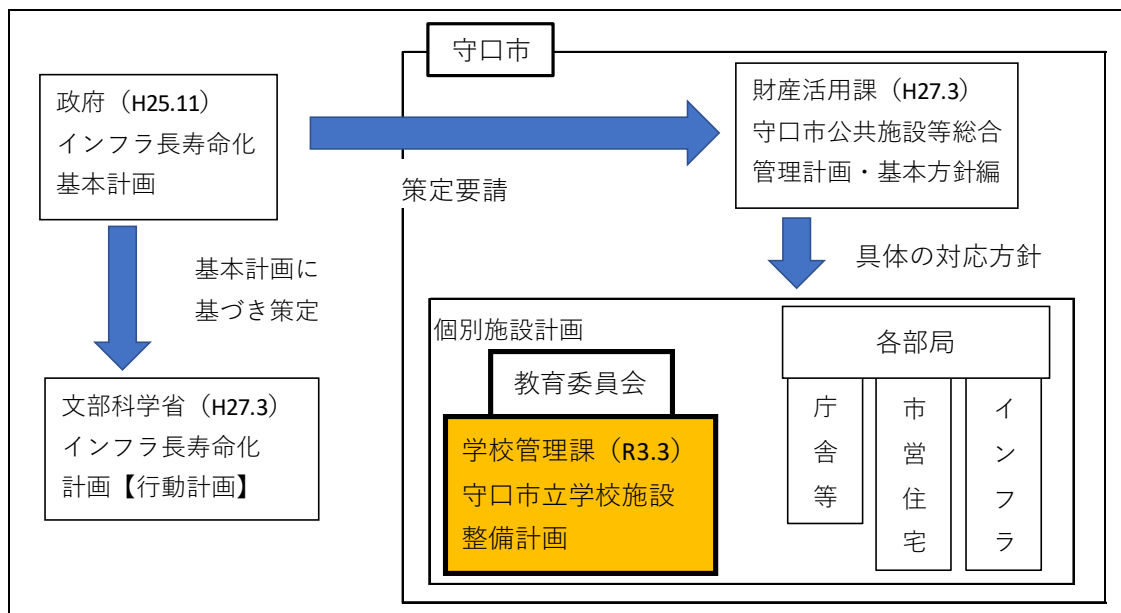 守口市
政府（H25.11）
インフラ長寿命化
基本計画
策定要請
財産活用課（H27.3）
守口市公共施設等総合
管理計画・基本方針編
基本計画に
基づき策定
具体の対応方針
文部科学省（H27.3）
インフラ長寿命化
計画【行動計画】
個別施設計画
教育委員会
学校管理課（R3.3）
守口市立学校施設
整備計画
各部局
庁舎等
市営住宅
インフラ